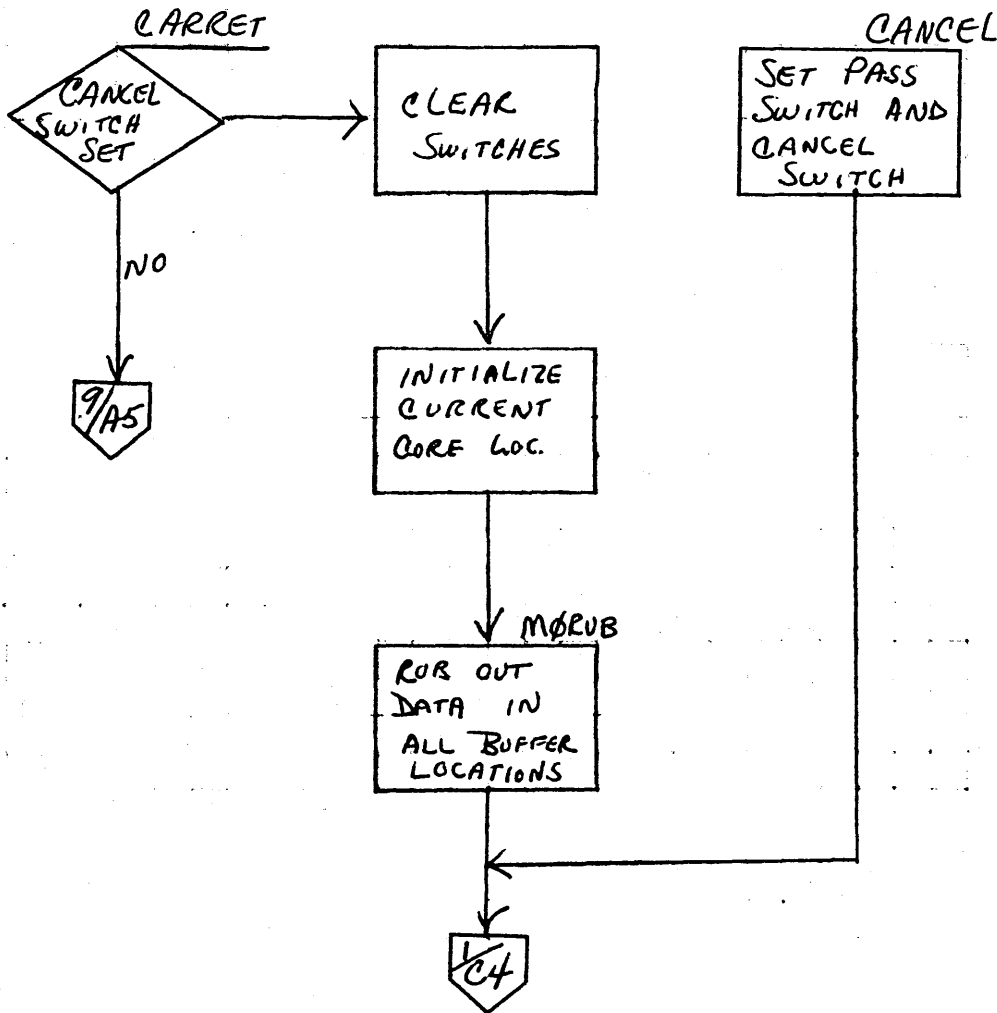 CARRET
CANCEL
SWITCH
SET
NO
9/A5
CLEAR
SWITCHES
INITIALIZE
CURRENT
CORE LOC.
MØRUB
RUB OUT
DATA IN
ALL BUFFER
LOCATIONS
1/C4
CANCEL
SET PASS
SWITCH AND
CANCEL
SWITCH